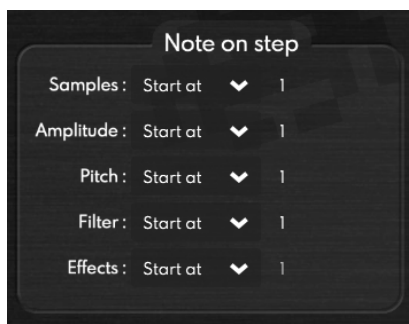 Note on step
Samples: Start at 1
Amplitude: Start at 1
Pitch: Start at 1
Filter: Start at 1
Effects: Start at 1